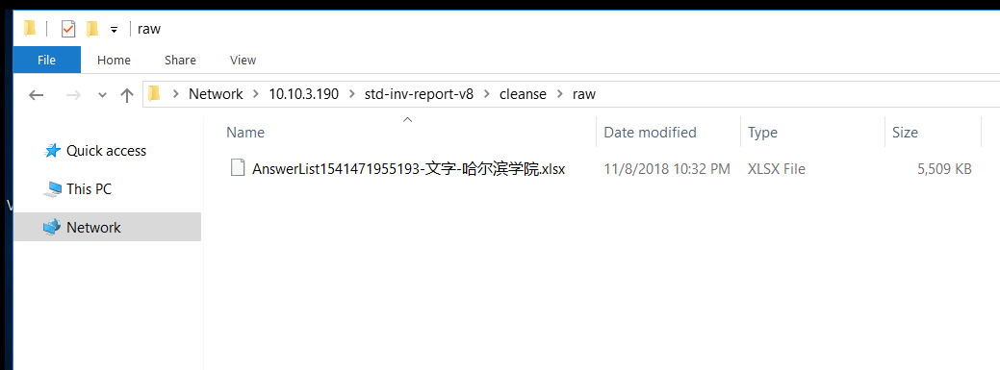 raw
File Home Share View
Network 10.10.3.190 std-inv-report-v8 cleanse raw
Quick access
This PC
Network
Name Date modified Type Size
AnswerList1541471955193-文字-哈尔滨学院.xlsx 11/8/2018 10:32 PM XLSX File 5,509 KB